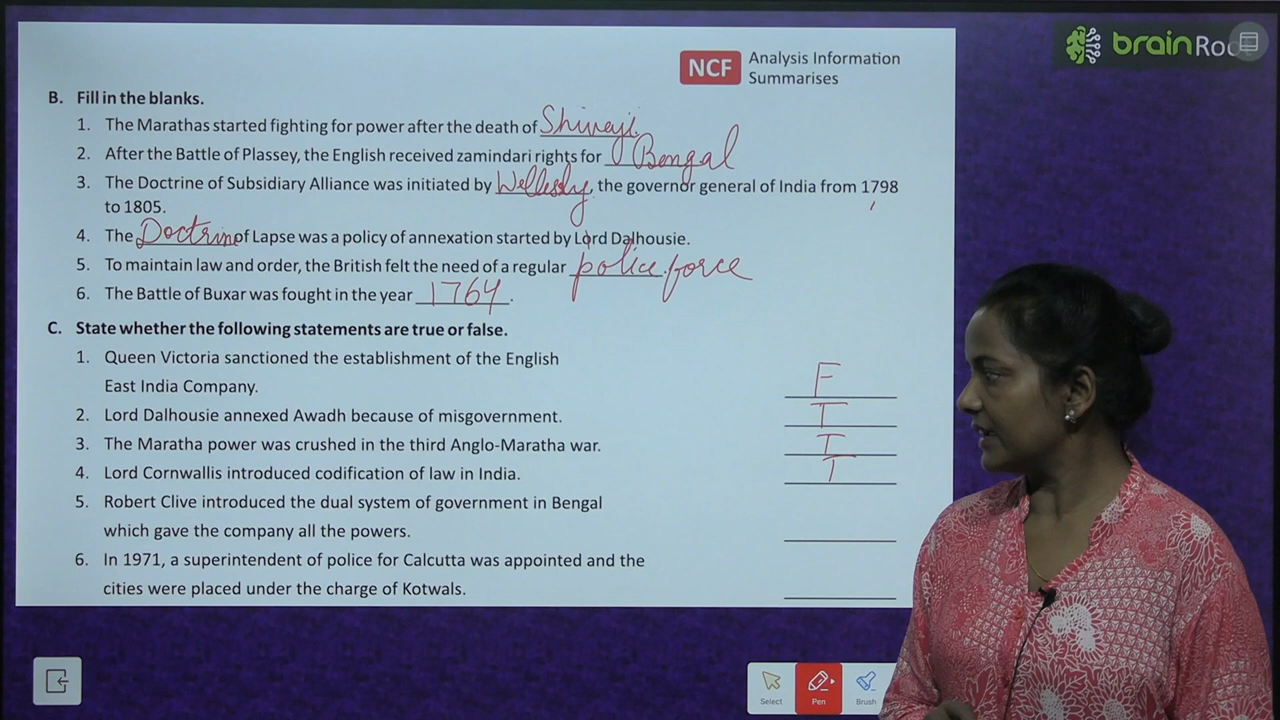 brainRoo
NCF Analysis Information
Summarises
B. Fill in the blanks.
1. The Marathas started fighting for power after the death of Shivaji.
2. After the Battle of Plassey, the English received zamindari rights for Bengal
3. The Doctrine of Subsidiary Alliance was initiated by Wellesly, the governor general of India from 1798
to 1805.
4. The Doctrine of Lapse was a policy of annexation started by Lord Dalhousie.
5. To maintain law and order, the British felt the need of a regular police force.
6. The Battle of Buxar was fought in the year 1764.
C. State whether the following statements are true or false.
1. Queen Victoria sanctioned the establishment of the English
East India Company. F
2. Lord Dalhousie annexed Awadh because of misgovernment. T
3. The Maratha power was crushed in the third Anglo-Maratha war. T
4. Lord Cornwallis introduced codification of law in India. T
5. Robert Clive introduced the dual system of government in Bengal
which gave the company all the powers.
6. In 1971, a superintendent of police for Calcutta was appointed and the
cities were placed under the charge of Kotwals.
Select Pen Brush